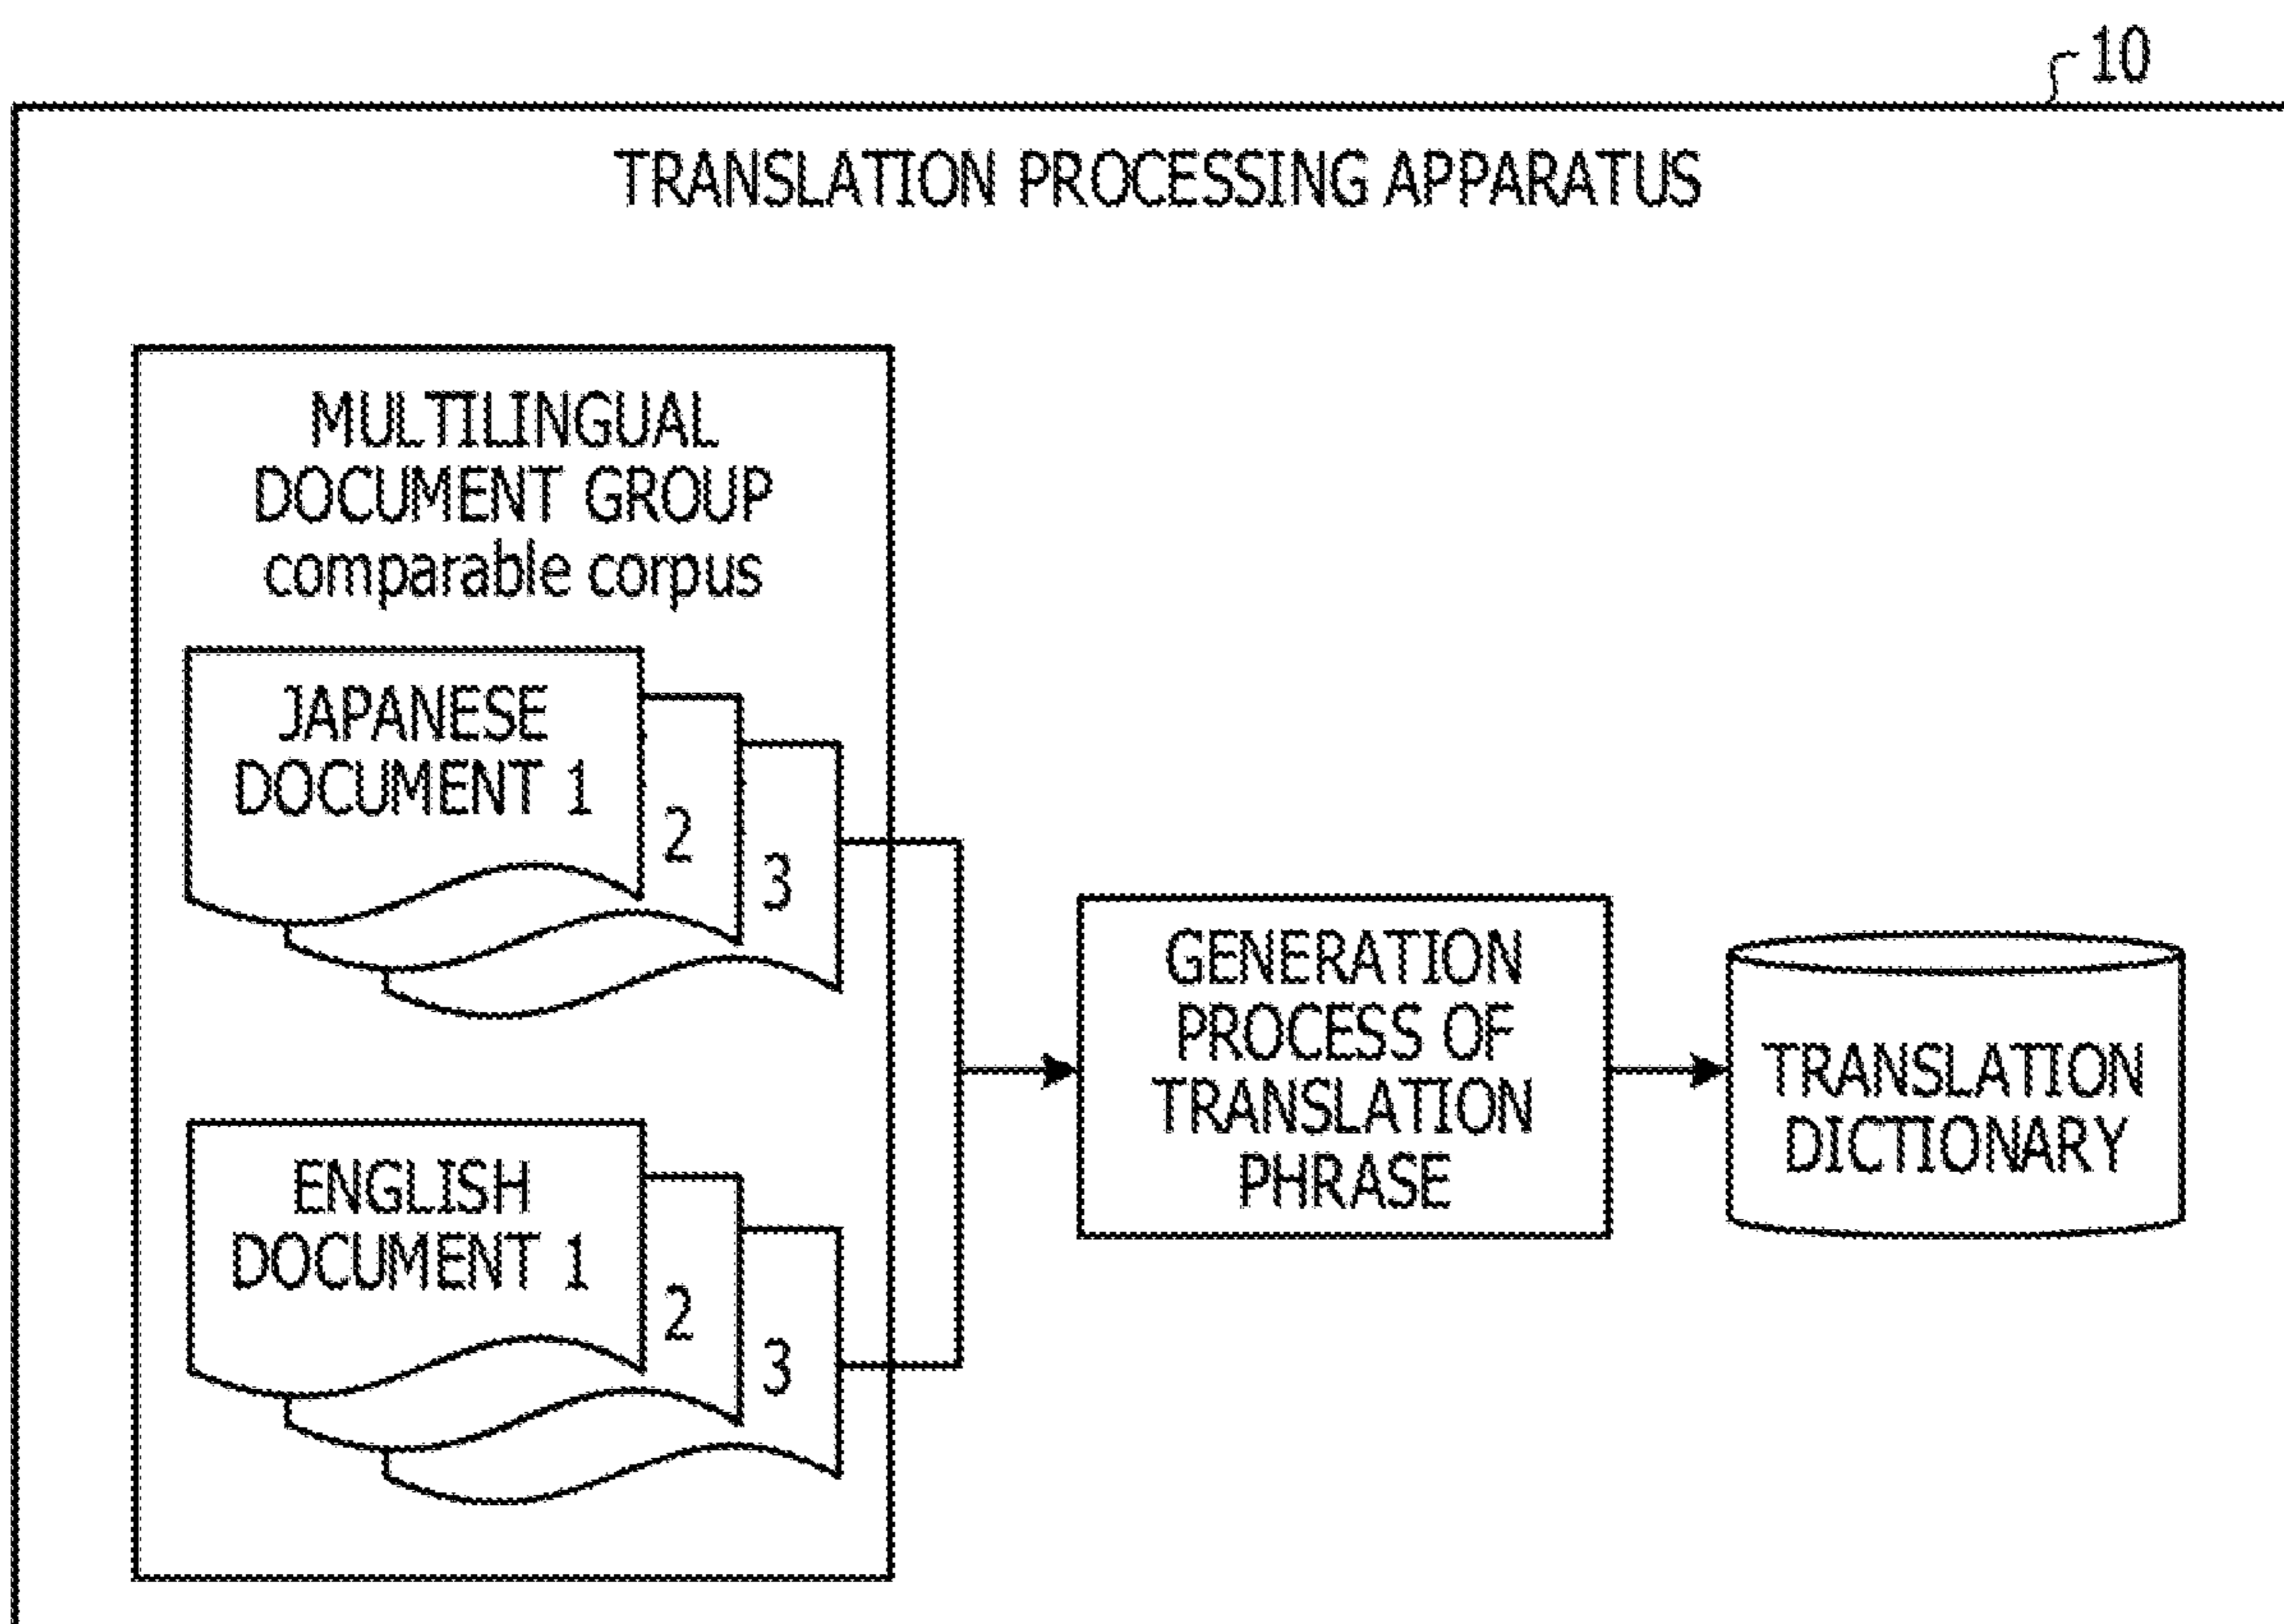 10
TRANSLATION PROCESSING APPARATUS
MULTILINGUAL
DOCUMENT GROUP
comparable corpus
JAPANESE
DOCUMENT 1
2
3
ENGLISH
DOCUMENT 1
2
3
GENERATION
PROCESS OF
TRANSLATION
PHRASE
TRANSLATION
DICTIONARY